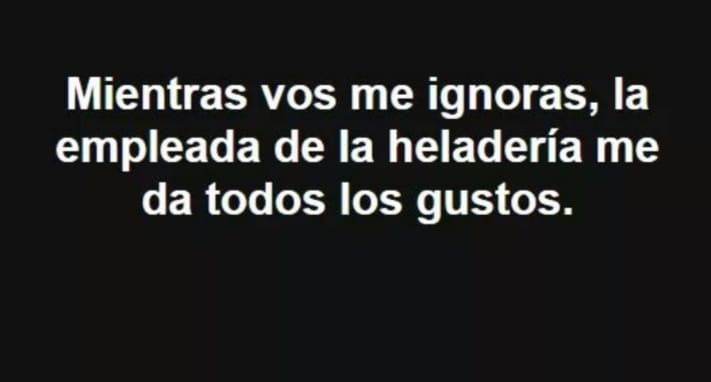 Mientras vos me ignoras, la
empleada de la heladería me
da todos los gustos.